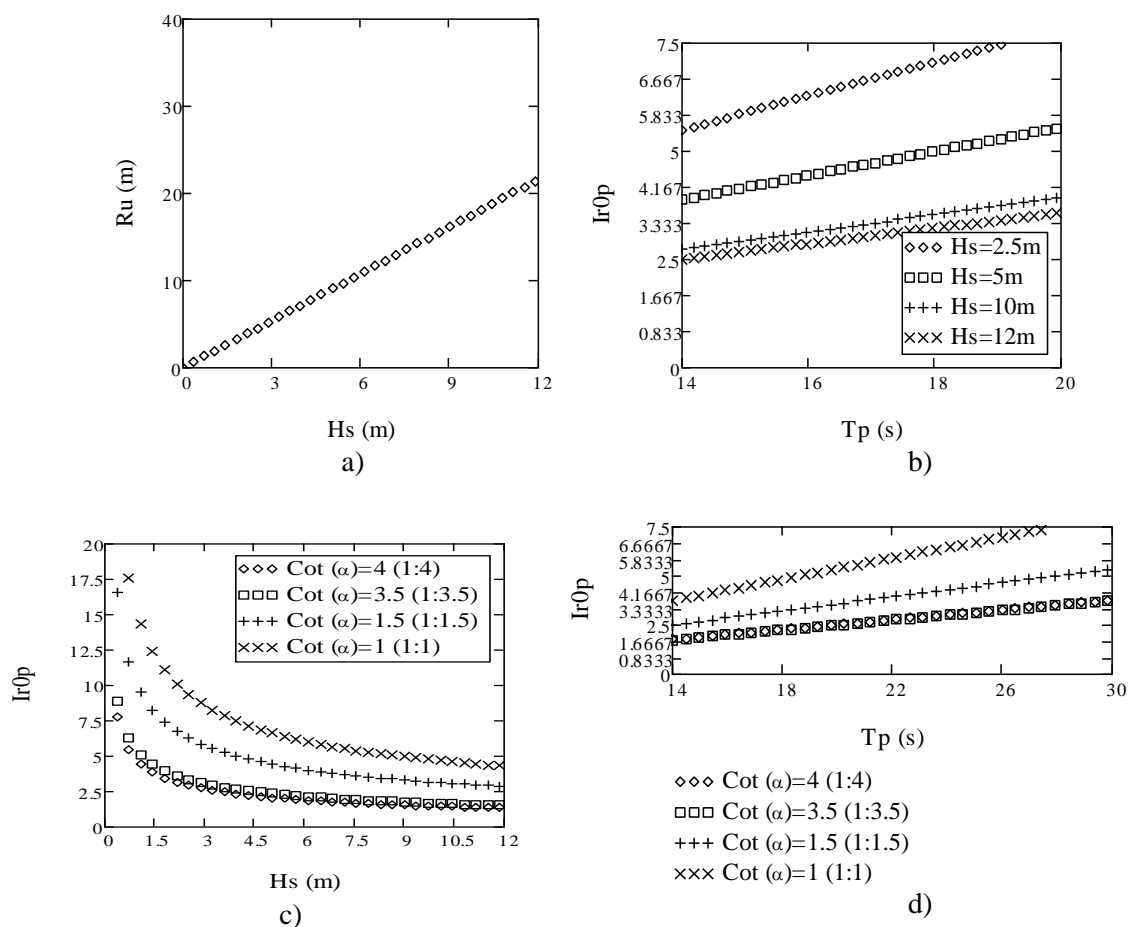 a)
40
30
20
10
0
Ru (m)
0 3 6 9 12
Hs (m)
a)
7.5
6.667
5.833
5
4.167
3.333
2.5
1.667
0.833
0
Ir0p
Hs=2.5m
Hs=5m
Hs=10m
Hs=12m
14 16 18 20
Tp (s)
b)
20
17.5
15
12.5
10
7.5
5
2.5
0
Ir0p
Cot (α)=4 (1:4)
Cot (α)=3.5 (1:3.5)
Cot (α)=1.5 (1:1.5)
Cot (α)=1 (1:1)
0 1.5 3 4.5 6 7.5 9 10.5 12
Hs (m)
c)
7.5
6.6667
5.8333
5
4.1667
3.3333
2.5
1.6667
0.8333
0
Ir0p
14 18 22 26 30
Tp (s)
Cot (α)=4 (1:4)
Cot (α)=3.5 (1:3.5)
Cot (α)=1.5 (1:1.5)
Cot (α)=1 (1:1)
d)